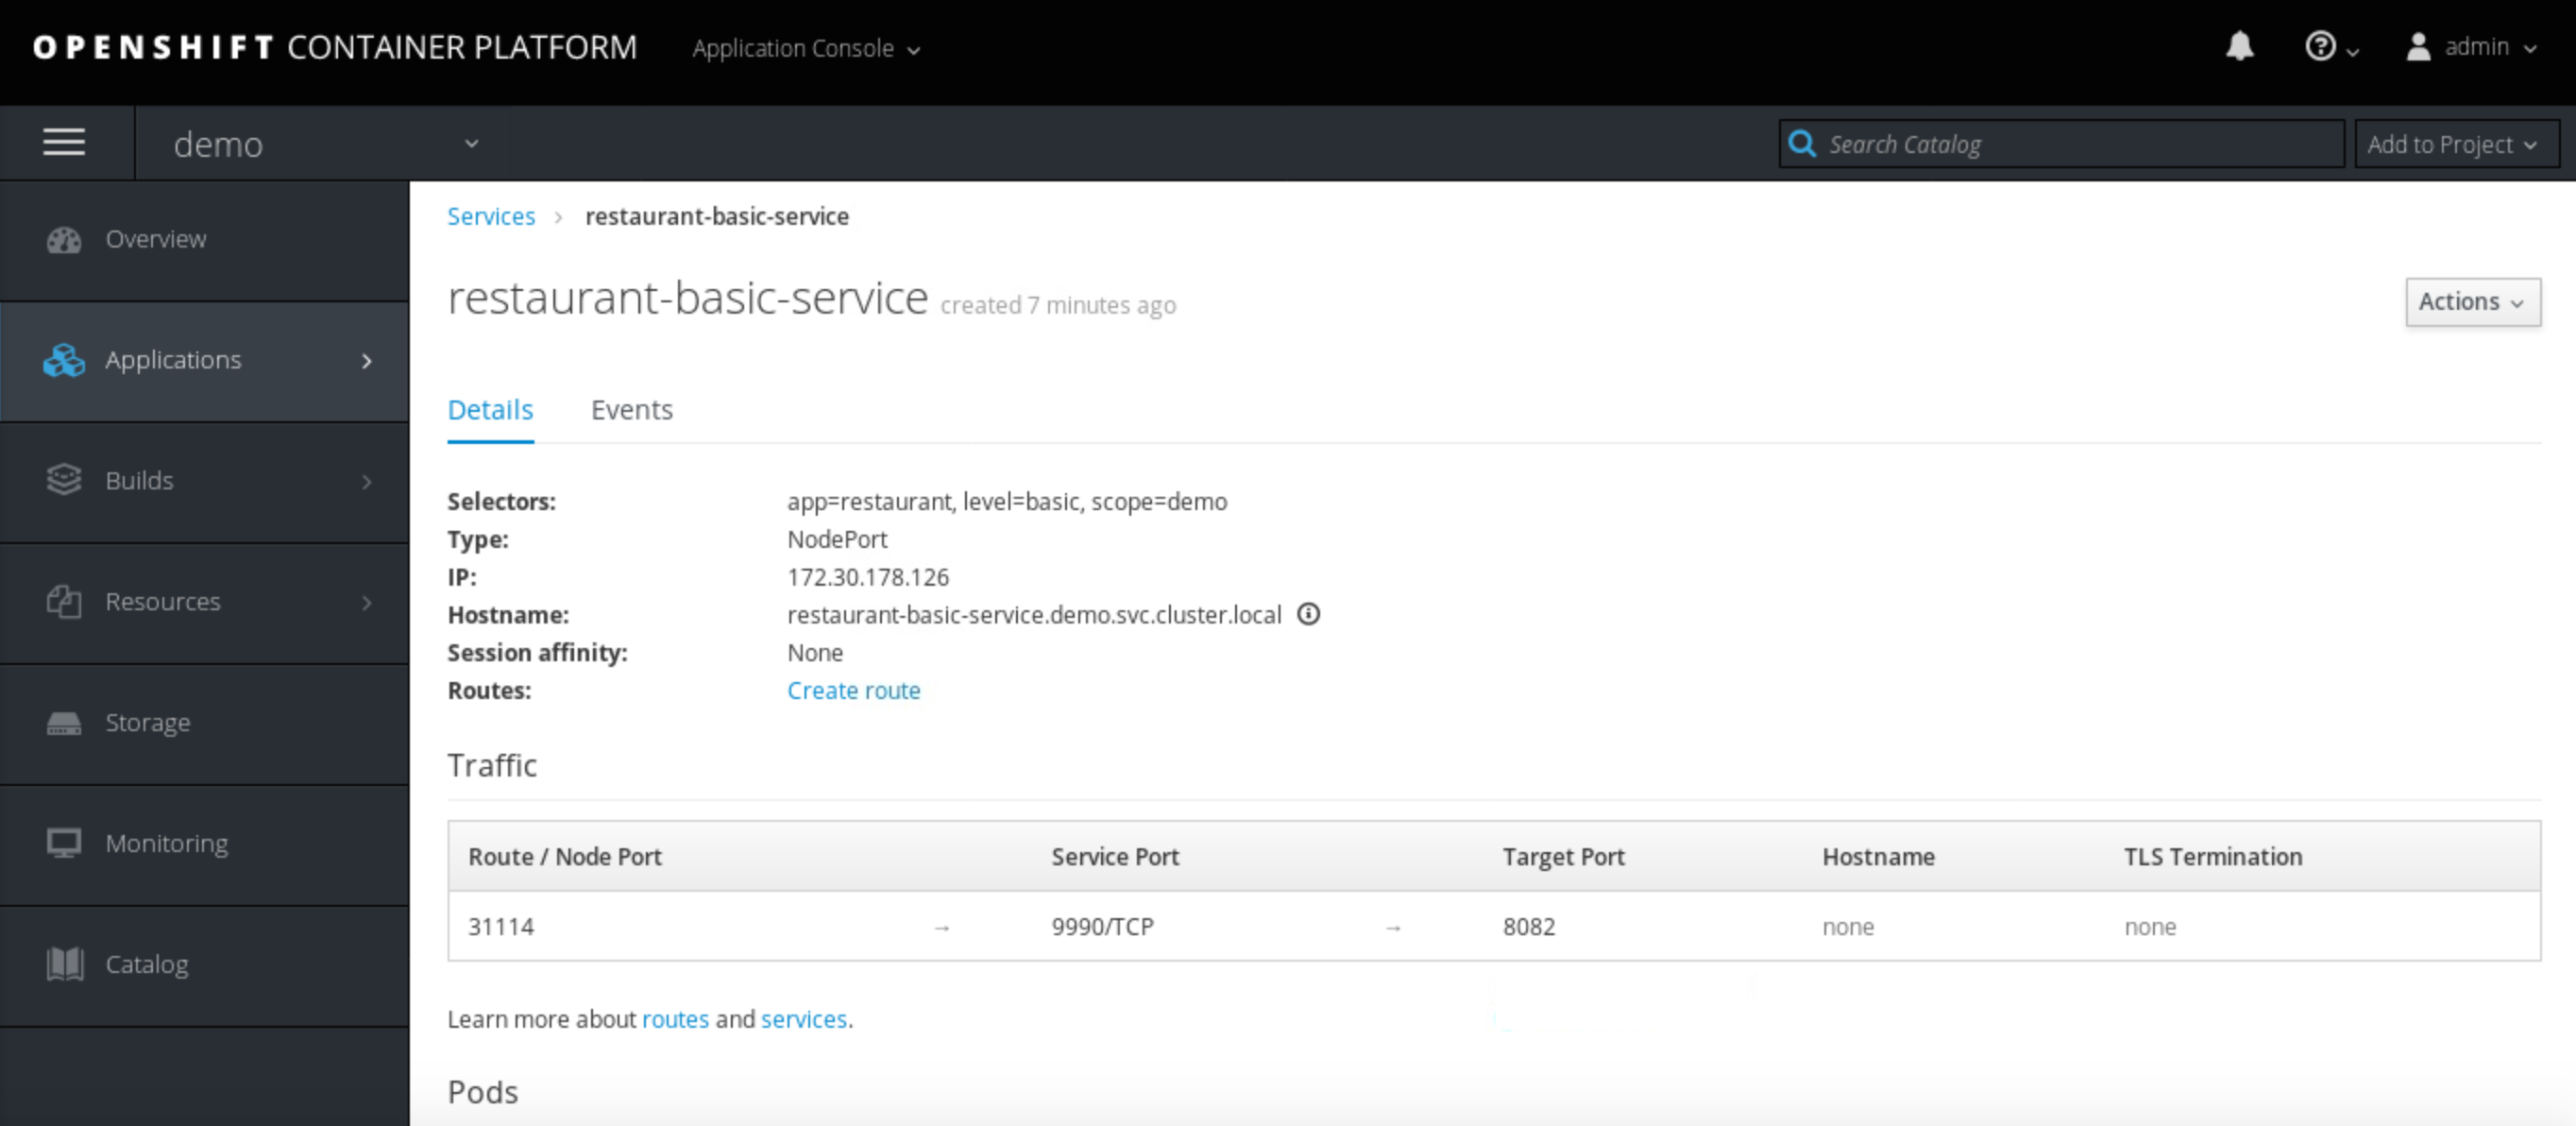 OPENSHIFT CONTAINER PLATFORM Application Console admin
demo Search Catalog Add to Project
Overview
Applications
Builds
Resources
Storage
Monitoring
Catalog
Services > restaurant-basic-service
restaurant-basic-service created 7 minutes ago Actions
Details Events
Selectors: app=restaurant, level=basic, scope=demo
Type: NodePort
IP: 172.30.178.126
Hostname: restaurant-basic-service.demo.svc.cluster.local
Session affinity: None
Routes: Create route
Traffic
Route / Node Port Service Port Target Port Hostname TLS Termination
31114 → 9990/TCP → 8082 none none
Learn more about routes and services.
Pods